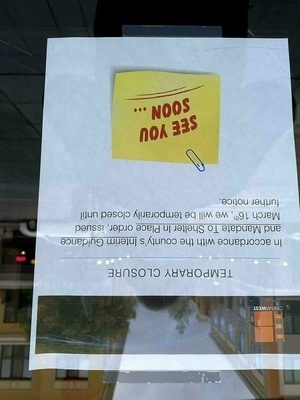 CINEMAWEST
TEMPORARY CLOSURE
In accordance with the county's Interim Guidance
and Mandate To Shelter In Place order, issued
March 16th, we will be temporarily closed until
further notice.
SEE YOU
SOON ...